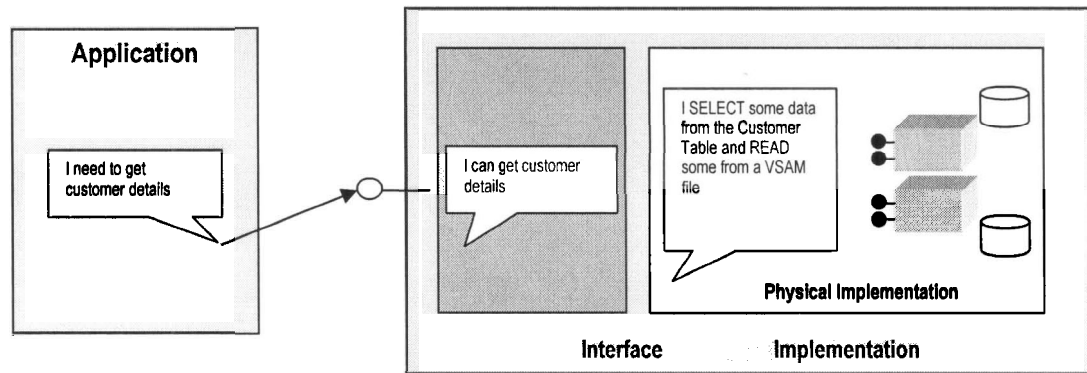 Application
I need to get
customer details
I can get customer
details
I SELECT some data
from the Customer
Table and READ
some from a VSAM
file
Physical Implementation
Interface
Implementation